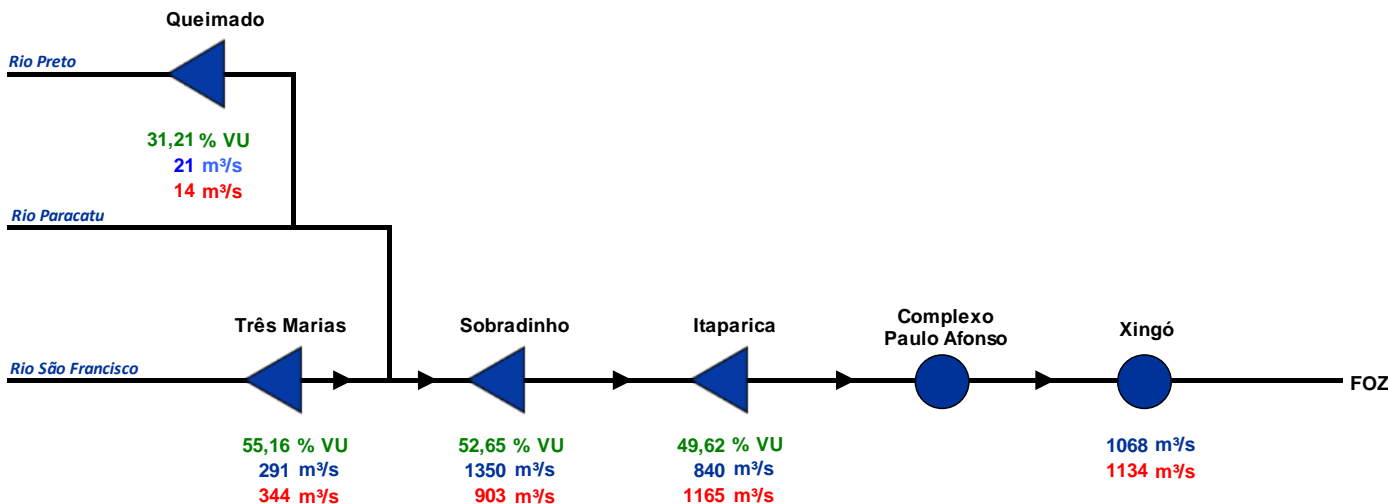 Queimado
Rio Preto
31,21 % VU
21 m³/s
14 m³/s
Rio Paracatu
Três Marias
Sobradinho
Itaparica
Complexo
Paulo Afonso
Xingó
Rio São Francisco
FOZ
55,16 % VU
291 m³/s
344 m³/s
52,65 % VU
1350 m³/s
903 m³/s
49,62 % VU
840 m³/s
1165 m³/s
1068 m³/s
1134 m³/s